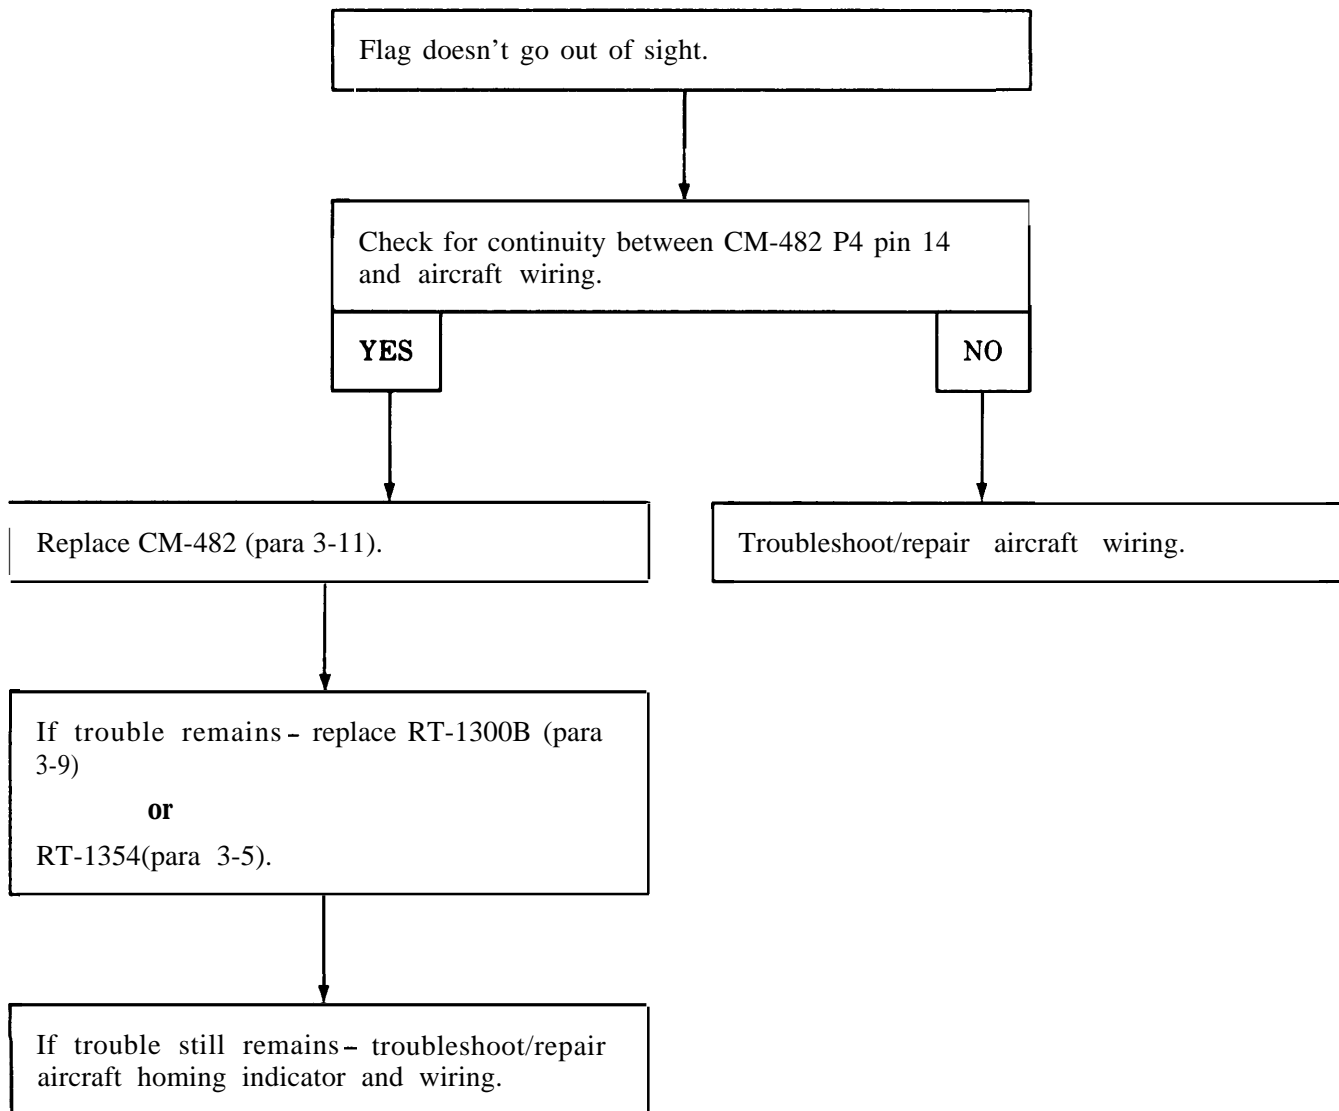 Flag doesn't go out of sight.
Check for continuity between CM-482 P4 pin 14
and aircraft wiring.
YES
NO
Replace CM-482 (para 3-11).
Troubleshoot/repair aircraft wiring.
If trouble remains – replace RT-1300B (para
3-9)
or
RT-1354(para 3-5).
If trouble still remains – troubleshoot/repair
aircraft homing indicator and wiring.